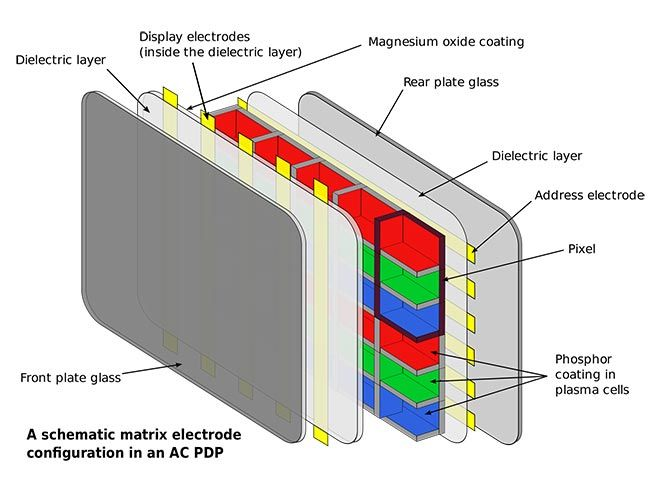 Display electrodes
(inside the dielectric layer)
Magnesium oxide coating
Dielectric layer
Rear plate glass
Dielectric layer
Address electrode
Pixel
Phosphor
coating in
plasma cells
Front plate glass
A schematic matrix electrode
configuration in an AC PDP